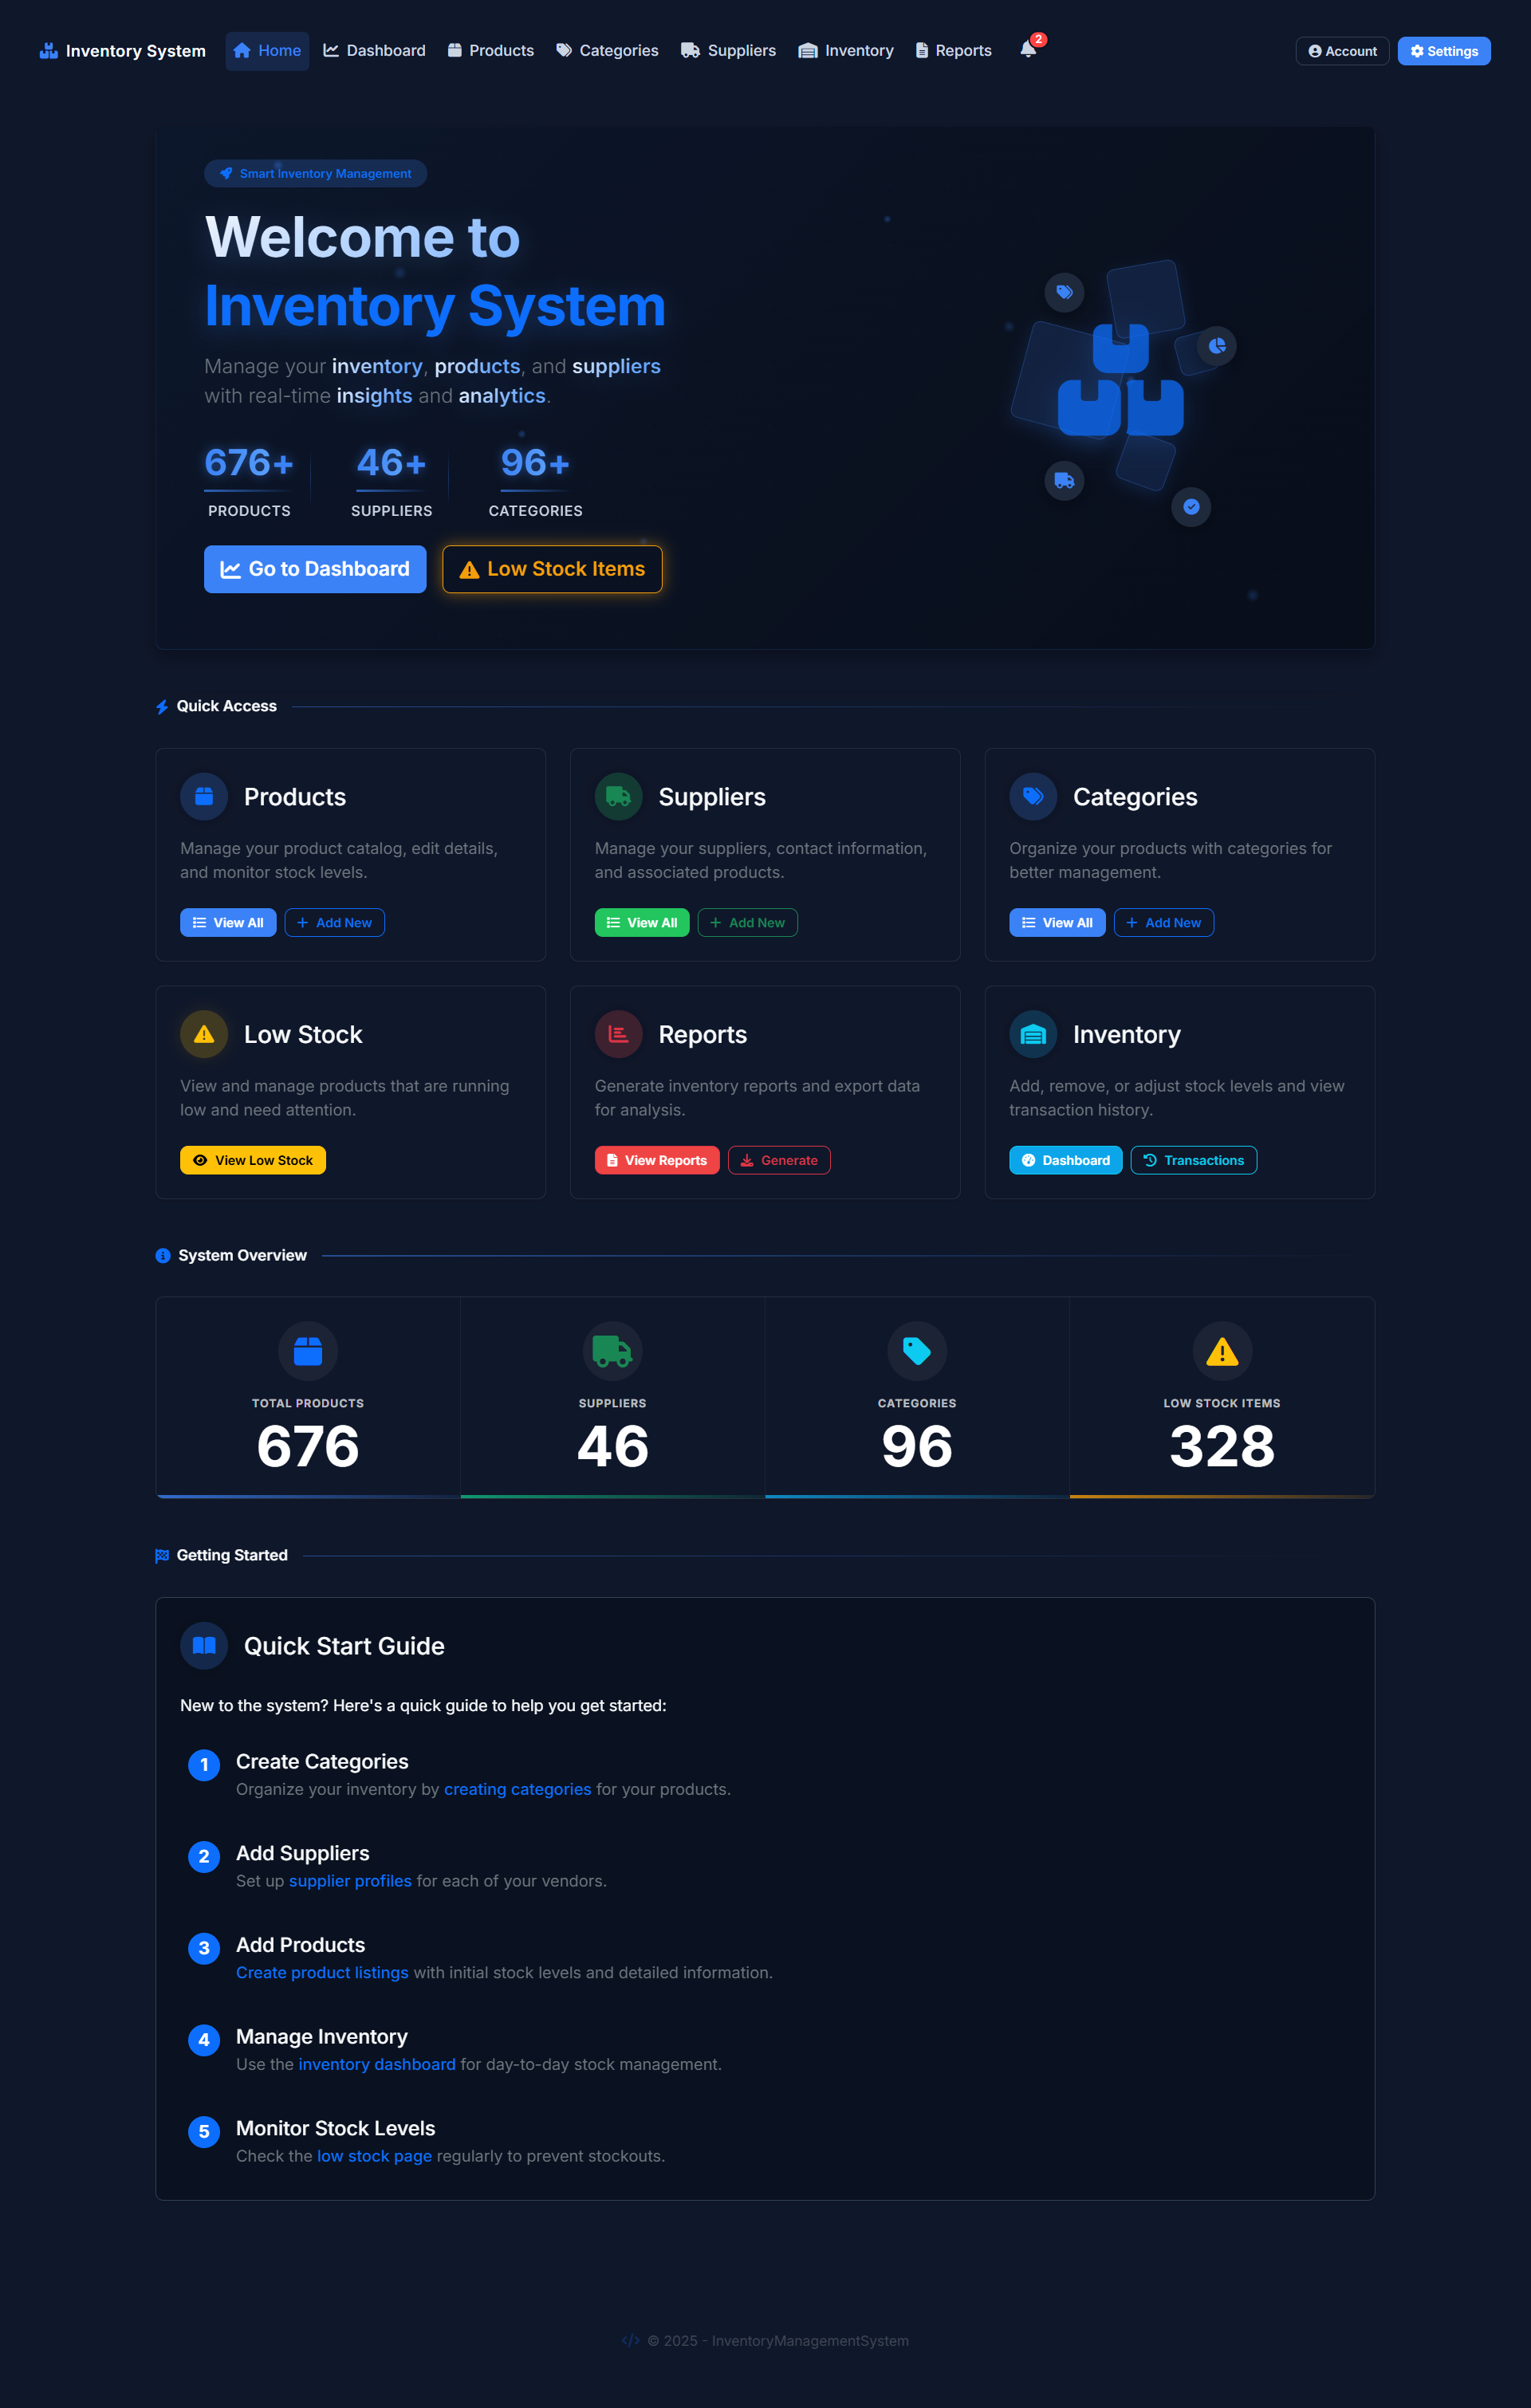 Inventory System
Home
Dashboard
Products
Categories
Suppliers
Inventory
Reports
2
Account
Settings
Smart Inventory Management
Welcome to
Inventory System
Manage your inventory, products, and suppliers
with real-time insights and analytics.
676+
PRODUCTS
46+
SUPPLIERS
96+
CATEGORIES
Go to Dashboard
Low Stock Items
Quick Access
Products
Manage your product catalog, edit details,
and monitor stock levels.
View All
Add New
Suppliers
Manage your suppliers, contact information,
and associated products.
View All
Add New
Categories
Organize your products with categories for
better management.
View All
Add New
Low Stock
View and manage products that are running
low and need attention.
View Low Stock
Reports
Generate inventory reports and export data
for analysis.
View Reports
Generate
Inventory
Add, remove, or adjust stock levels and view
transaction history.
Dashboard
Transactions
System Overview
TOTAL PRODUCTS
676
SUPPLIERS
46
CATEGORIES
96
LOW STOCK ITEMS
328
Getting Started
Quick Start Guide
New to the system? Here's a quick guide to help you get started:
1
Create Categories
Organize your inventory by creating categories for your products.
2
Add Suppliers
Set up supplier profiles for each of your vendors.
3
Add Products
Create product listings with initial stock levels and detailed information.
4
Manage Inventory
Use the inventory dashboard for day-to-day stock management.
5
Monitor Stock Levels
Check the low stock page regularly to prevent stockouts.
© 2025 - InventoryManagementSystem